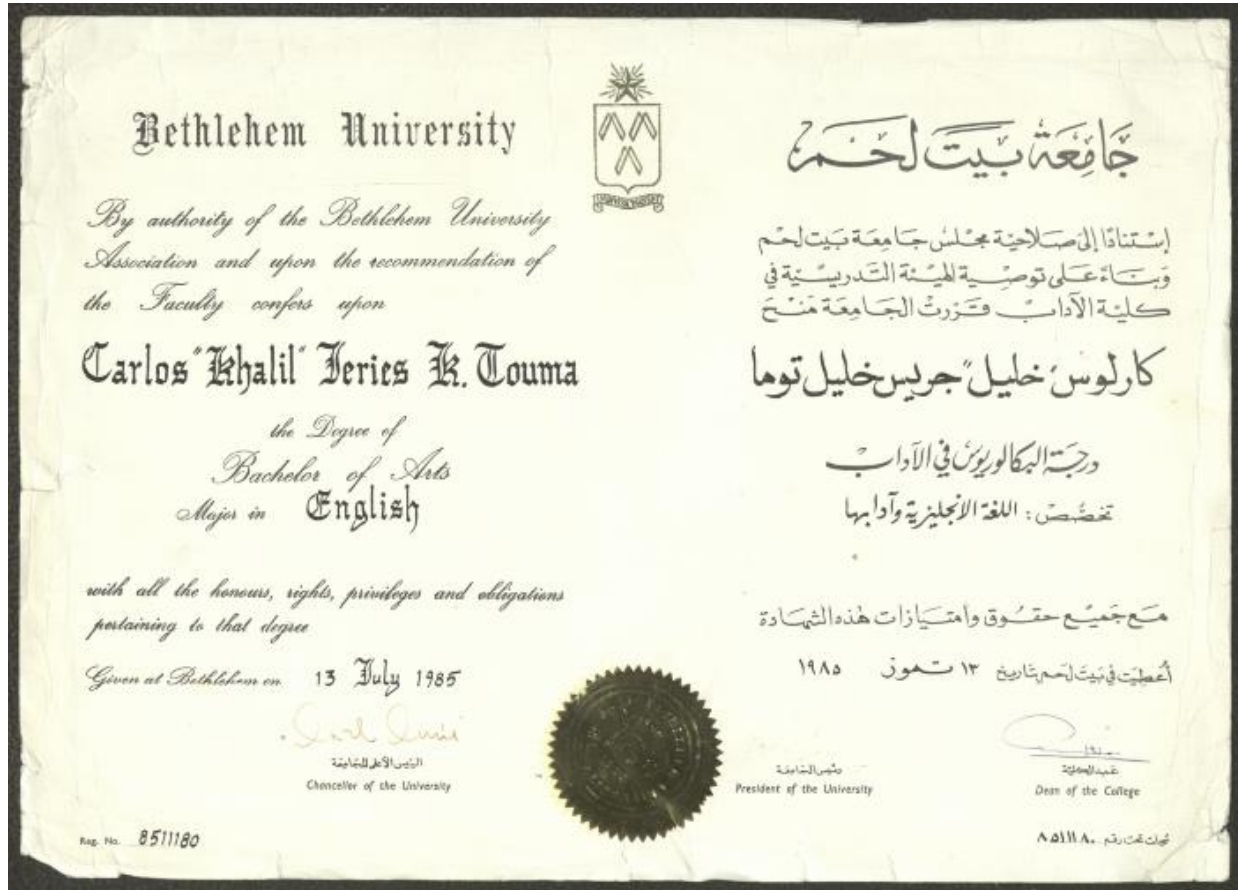 Bethlehem University
By authority of the Bethlehem University
Association and upon the recommendation of
the Faculty confers upon
Carlos "Khalil" Jeries K. Touma
the Degree of
Bachelor of Arts
Major in English
with all the honours, rights, privileges and obligations
pertaining to that degree
Given at Bethlehem on 13 July 1985
الرئيس الأعلى للجامعة
Chancellor of the University
Reg. No. 8511180
جَامِعَة بَيت لَحَم
إستنادًا إلى صلاحية مجلس جامعة بيت لحم
وبناءً على توصية الهيئة التدريسية في
كلية الآداب قررت الجامعة منح
كارلوس "خليل" جريس خليل توما
درجة البكالوريوس في الآداب
تخصص: اللغة الانجليزية وآدابها
مع جميع حقوق وامتيازات هذه الشهادة
أعطيت في بيت لحم بتاريخ ١٣ تموز ١٩٨٥
رئيس الجامعة
President of the University
عميد الكلية
Dean of the College
سُجلت تحت رقم ٨٥١١١٨٠